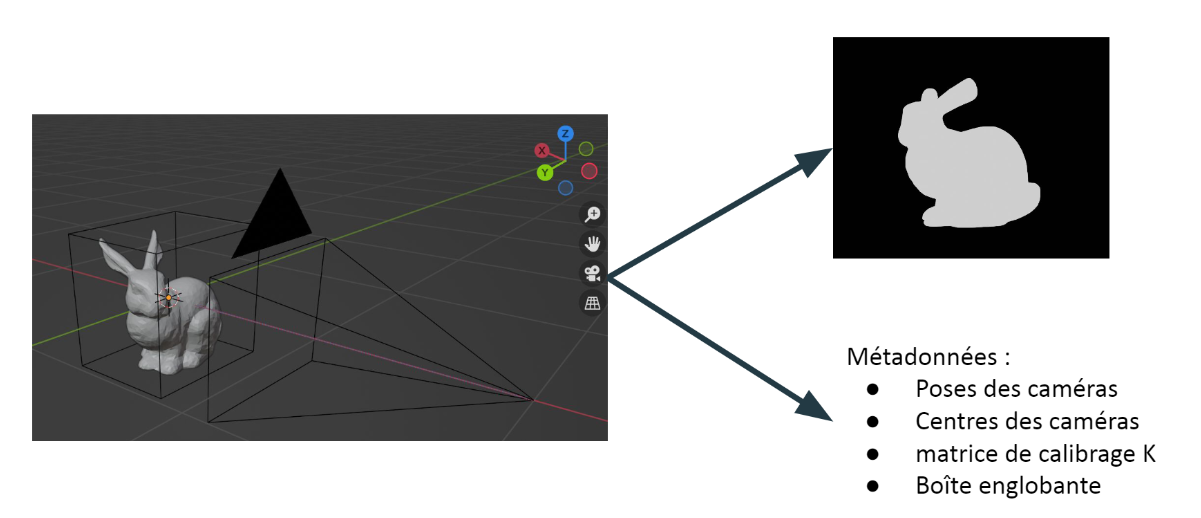 Z
X
Y
Métadonnées :
● Poses des caméras
● Centres des caméras
● matrice de calibrage K
● Boîte englobante